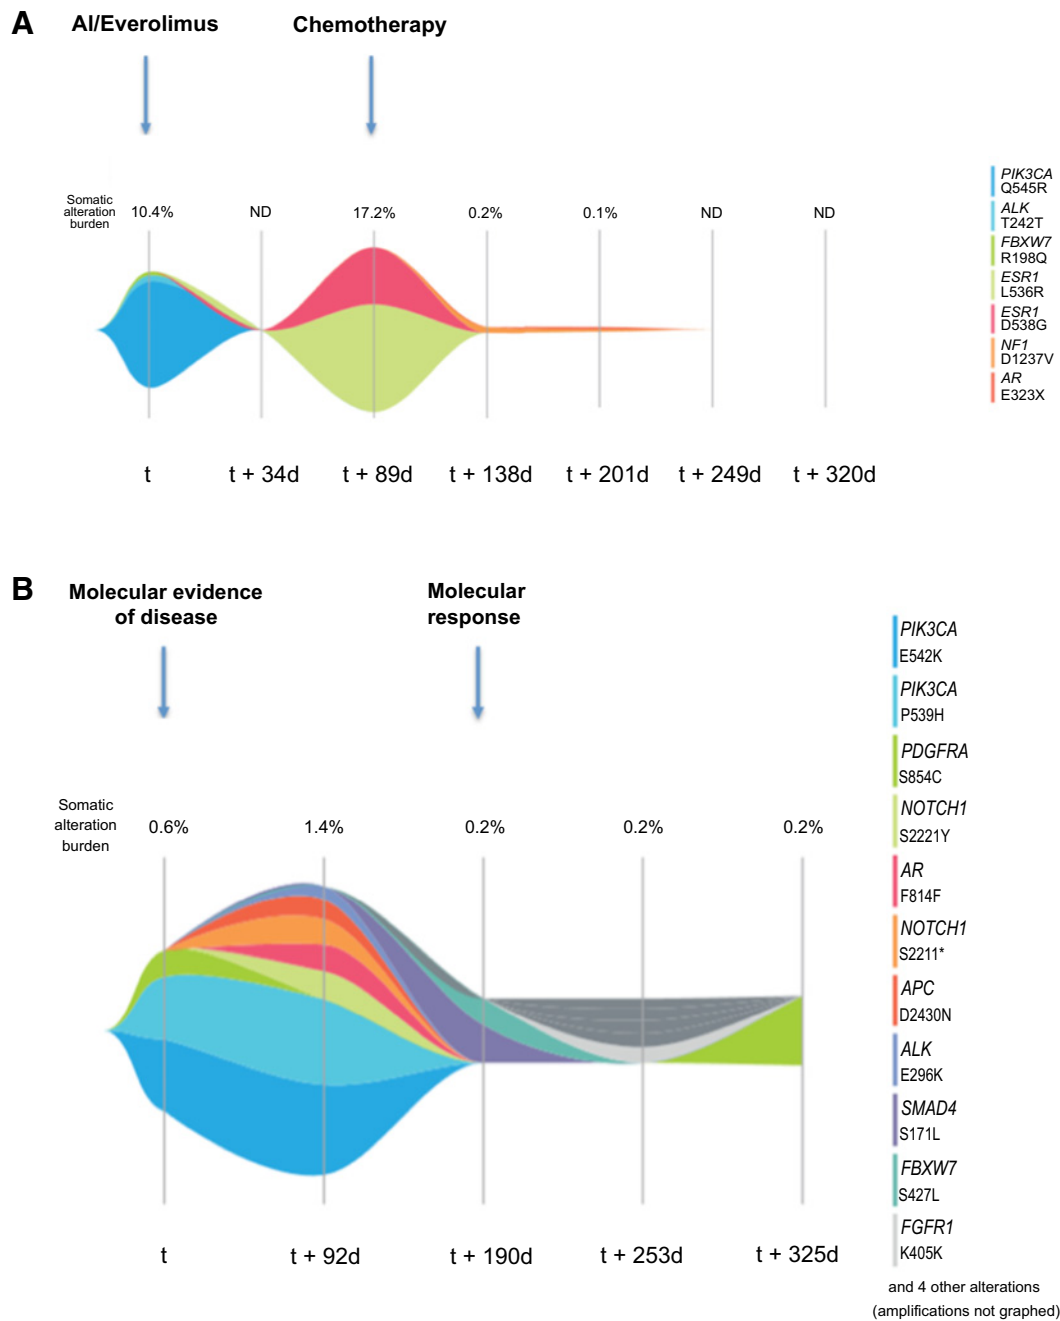 A
AI/Everolimus
Chemotherapy
Somatic
alteration
burden
10.4%
ND
17.2%
0.2%
0.1%
ND
ND
PIK3CA
Q545R
ALK
T242T
FBXW7
R198Q
ESR1
L536R
ESR1
D538G
NF1
D1237V
AR
E323X
t
t + 34d
t + 89d
t + 138d
t + 201d
t + 249d
t + 320d
B
Molecular evidence
of disease
Molecular
response
Somatic
alteration
burden
0.6%
1.4%
0.2%
0.2%
0.2%
PIK3CA
E542K
PIK3CA
P539H
PDGFRA
S854C
NOTCH1
S2221Y
AR
F814F
NOTCH1
S2211*
APC
D2430N
ALK
E296K
SMAD4
S171L
FBXW7
S427L
FGFR1
K405K
and 4 other alterations
(amplifications not graphed)
t
t + 92d
t + 190d
t + 253d
t + 325d